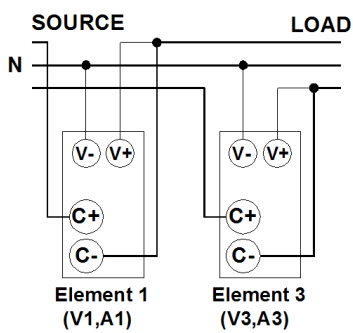 SOURCE LOAD
N
V- V+ V- V+
C+ C+
C- C-
Element 1 Element 3
(V1,A1) (V3,A3)